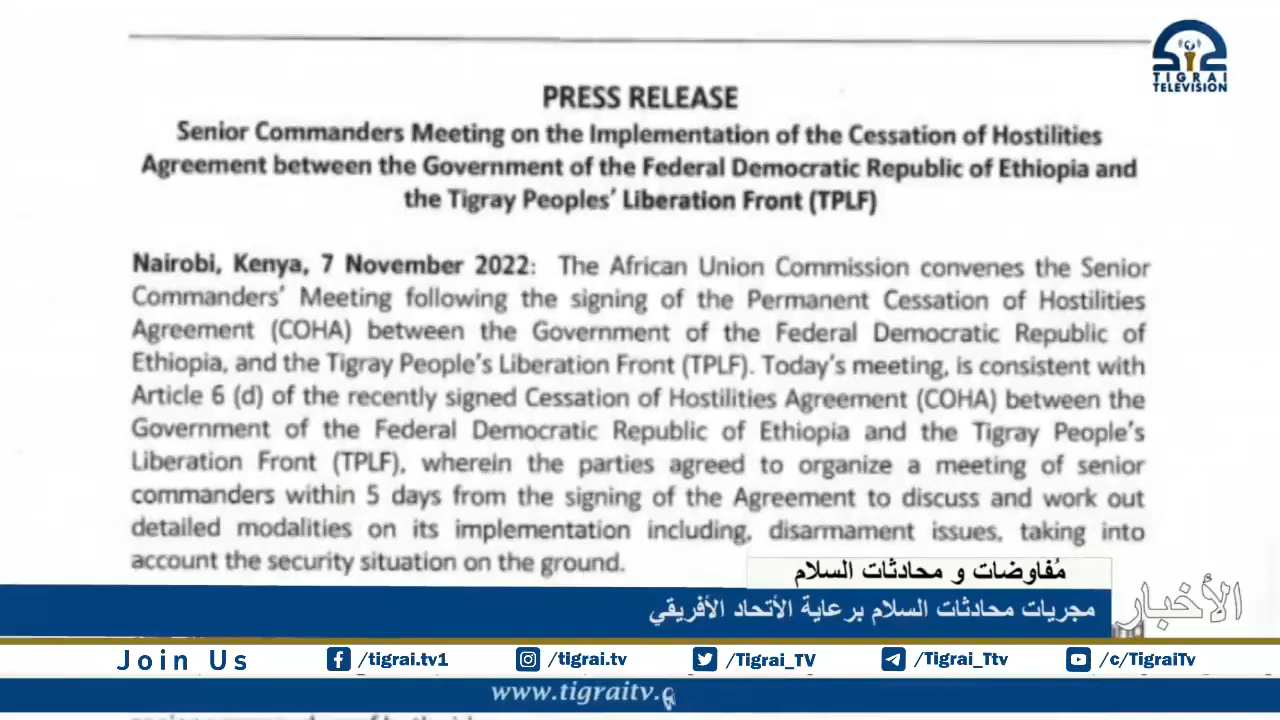 TIGRAI
TELEVISION
PRESS RELEASE
Senior Commanders Meeting on the Implementation of the Cessation of Hostilities
Agreement between the Government of the Federal Democratic Republic of Ethiopia and
the Tigray Peoples' Liberation Front (TPLF)
Nairobi, Kenya, 7 November 2022: The African Union Commission convenes the Senior
Commanders' Meeting following the signing of the Permanent Cessation of Hostilities
Agreement (COHA) between the Government of the Federal Democratic Republic of
Ethiopia, and the Tigray People's Liberation Front (TPLF). Today's meeting, is consistent with
Article 6 (d) of the recently signed Cessation of Hostilities Agreement (COHA) between the
Government of the Federal Democratic Republic of Ethiopia and the Tigray People's
Liberation Front (TPLF), wherein the parties agreed to organize a meeting of senior
commanders within 5 days from the signing of the Agreement to discuss and work out
detailed modalities on its implementation including, disarmament issues, taking into
account the security situation on the ground.
مُفاوضات و محادثات السلام
مجريات محادثات السلام برعاية الأتحاد الأفريقي
الأخبار
Join Us
/tigrai.tv1
/tigrai.tv
/Tigrai_TV
/Tigrai_Ttv
/c/TigraiTv
www.tigraitv.